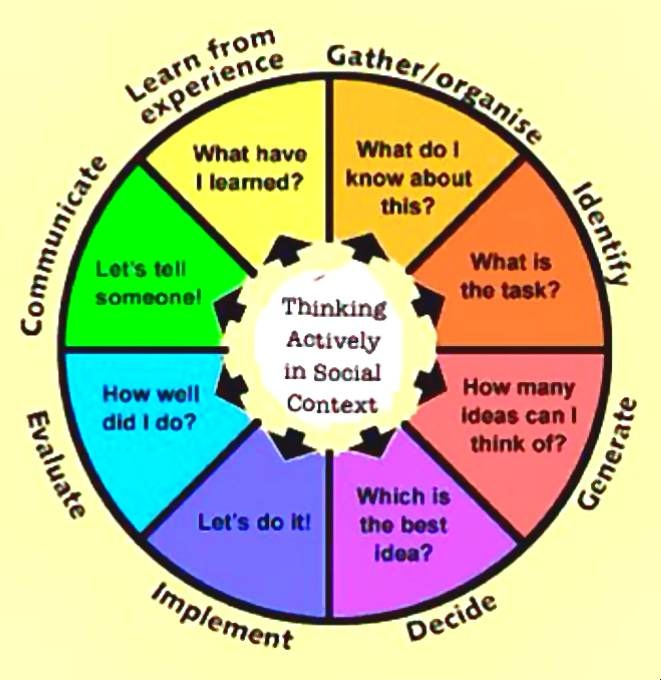 Gather/organise
What do I
know about
this?
Identify
What is
the task?
Generate
How many
ideas can I
think of?
Decide
Which is
the best
idea?
Implement
Let's do it!
Evaluate
How well
did I do?
Communicate
Let's tell
someone!
Learn from
experience
What have
I learned?
Thinking
Actively
in Social
Context